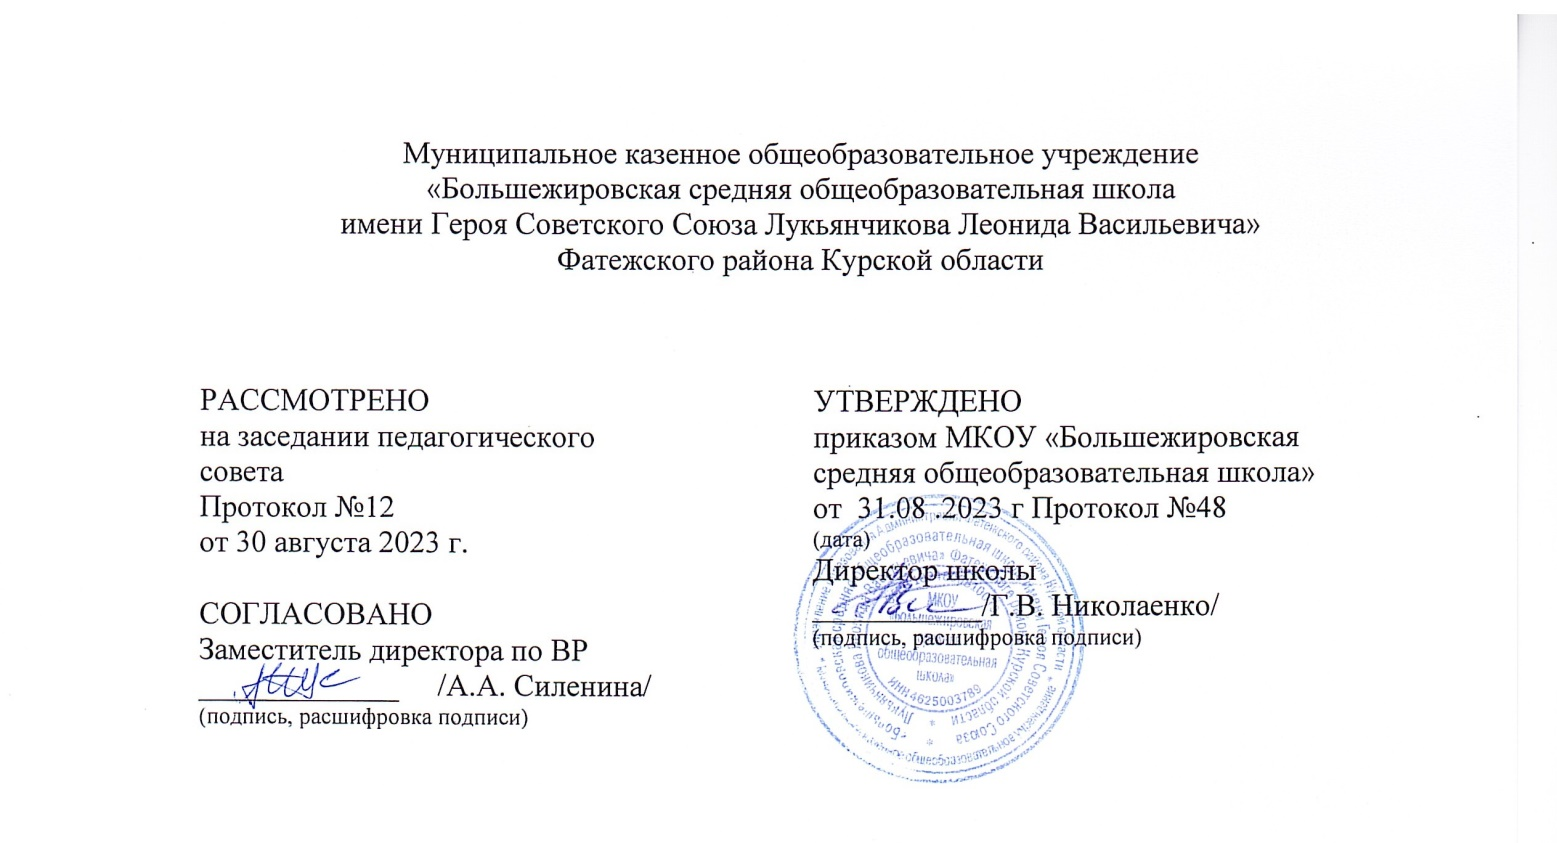 Муниципальное казенное общеобразовательное учреждение
«Большежировская средняя общеобразовательная школа
имени Героя Советского Союза Лукьянчикова Леонида Васильевича»
Фатежского района Курской области
РАССМОТРЕНО
на заседании педагогического
совета
Протокол №12
от 30 августа 2023 г.
СОГЛАСОВАНО
Заместитель директора по ВР
/А.А. Силенина/
(подпись, расшифровка подписи)
УТВЕРЖДЕНО
приказом МКОУ «Большежировская
средняя общеобразовательная школа»
от 31.08 .2023 г Протокол №48
(дата)
Директор школы
/Г.В. Николаенко/
(подпись, расшифровка подписи)
МКОУ
«Большежировская
общеобразовательная
школа»
ИНН 4625003789